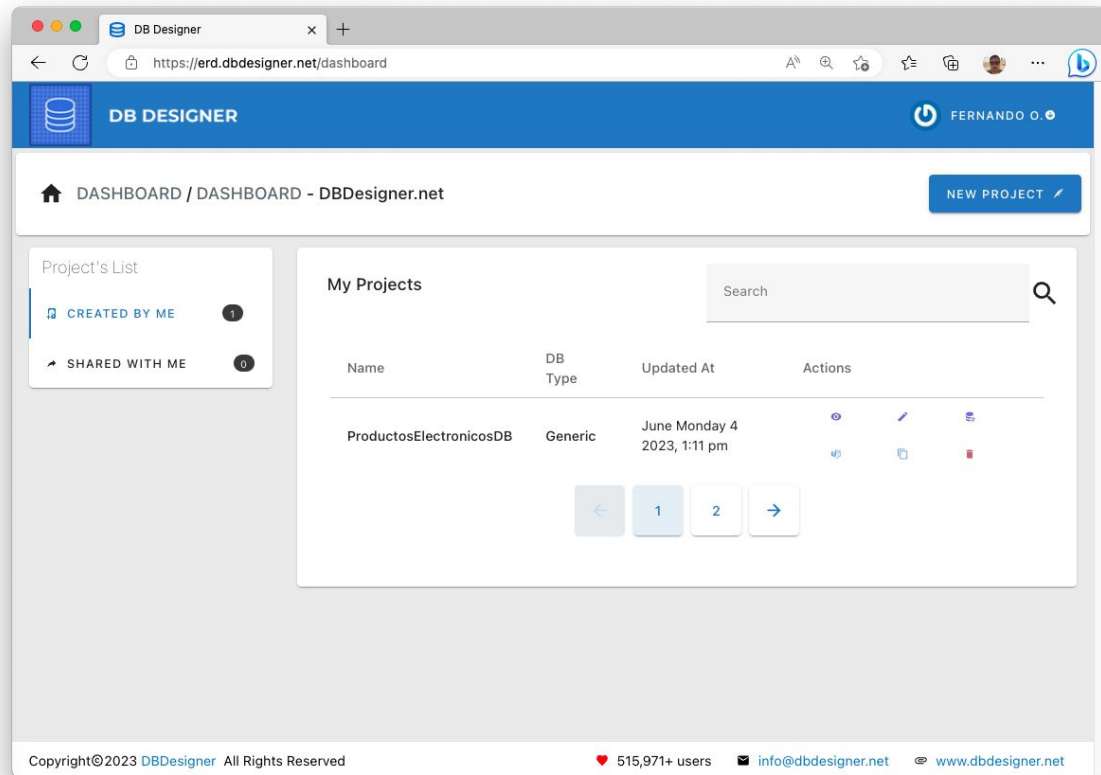 DB Designer
https://erd.dbdesigner.net/dashboard
DB DESIGNER
FERNANDO O.
DASHBOARD / DASHBOARD - DBDesigner.net
NEW PROJECT
Project's List
CREATED BY ME 1
SHARED WITH ME 0
My Projects
Search
Name DB Type Updated At Actions
ProductosElectronicosDB Generic June Monday 4 2023, 1:11 pm
1 2
Copyright©2023 DBDesigner All Rights Reserved
515,971+ users info@dbdesigner.net www.dbdesigner.net